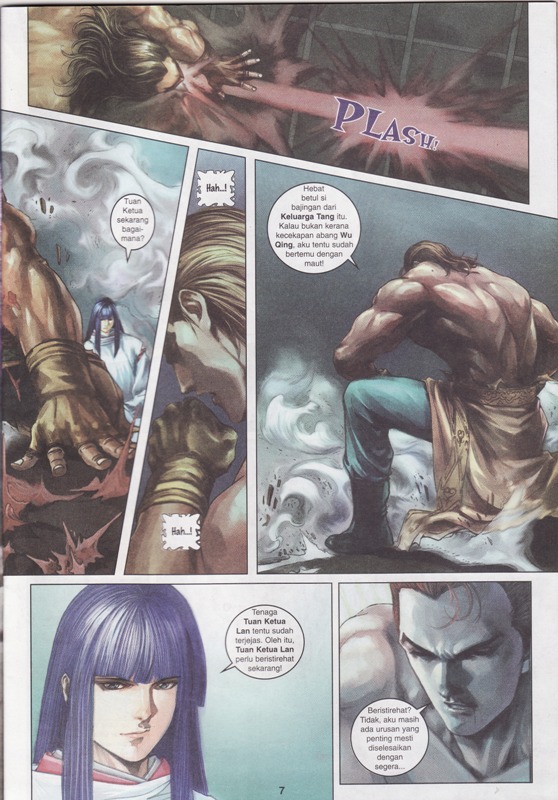 PLASH!
Tuan
Ketua
sekarang
bagai-
mana?
Hah...!
Hah...!
Hebat
betul si
bajingan dari
Keluarga Tang itu.
Kalau bukan kerana
kecekapan abang Wu
Qing, aku tentu sudah
bertemu dengan
maut!
Tenaga
Tuan Ketua
Lan tentu sudah
terjejas. Oleh itu,
Tuan Ketua Lan
perlu beristirehat
sekarang!
Beristirehat?
Tidak, aku masih
ada urusan yang
penting mesti
diselesaikan
dengan
segera...
7